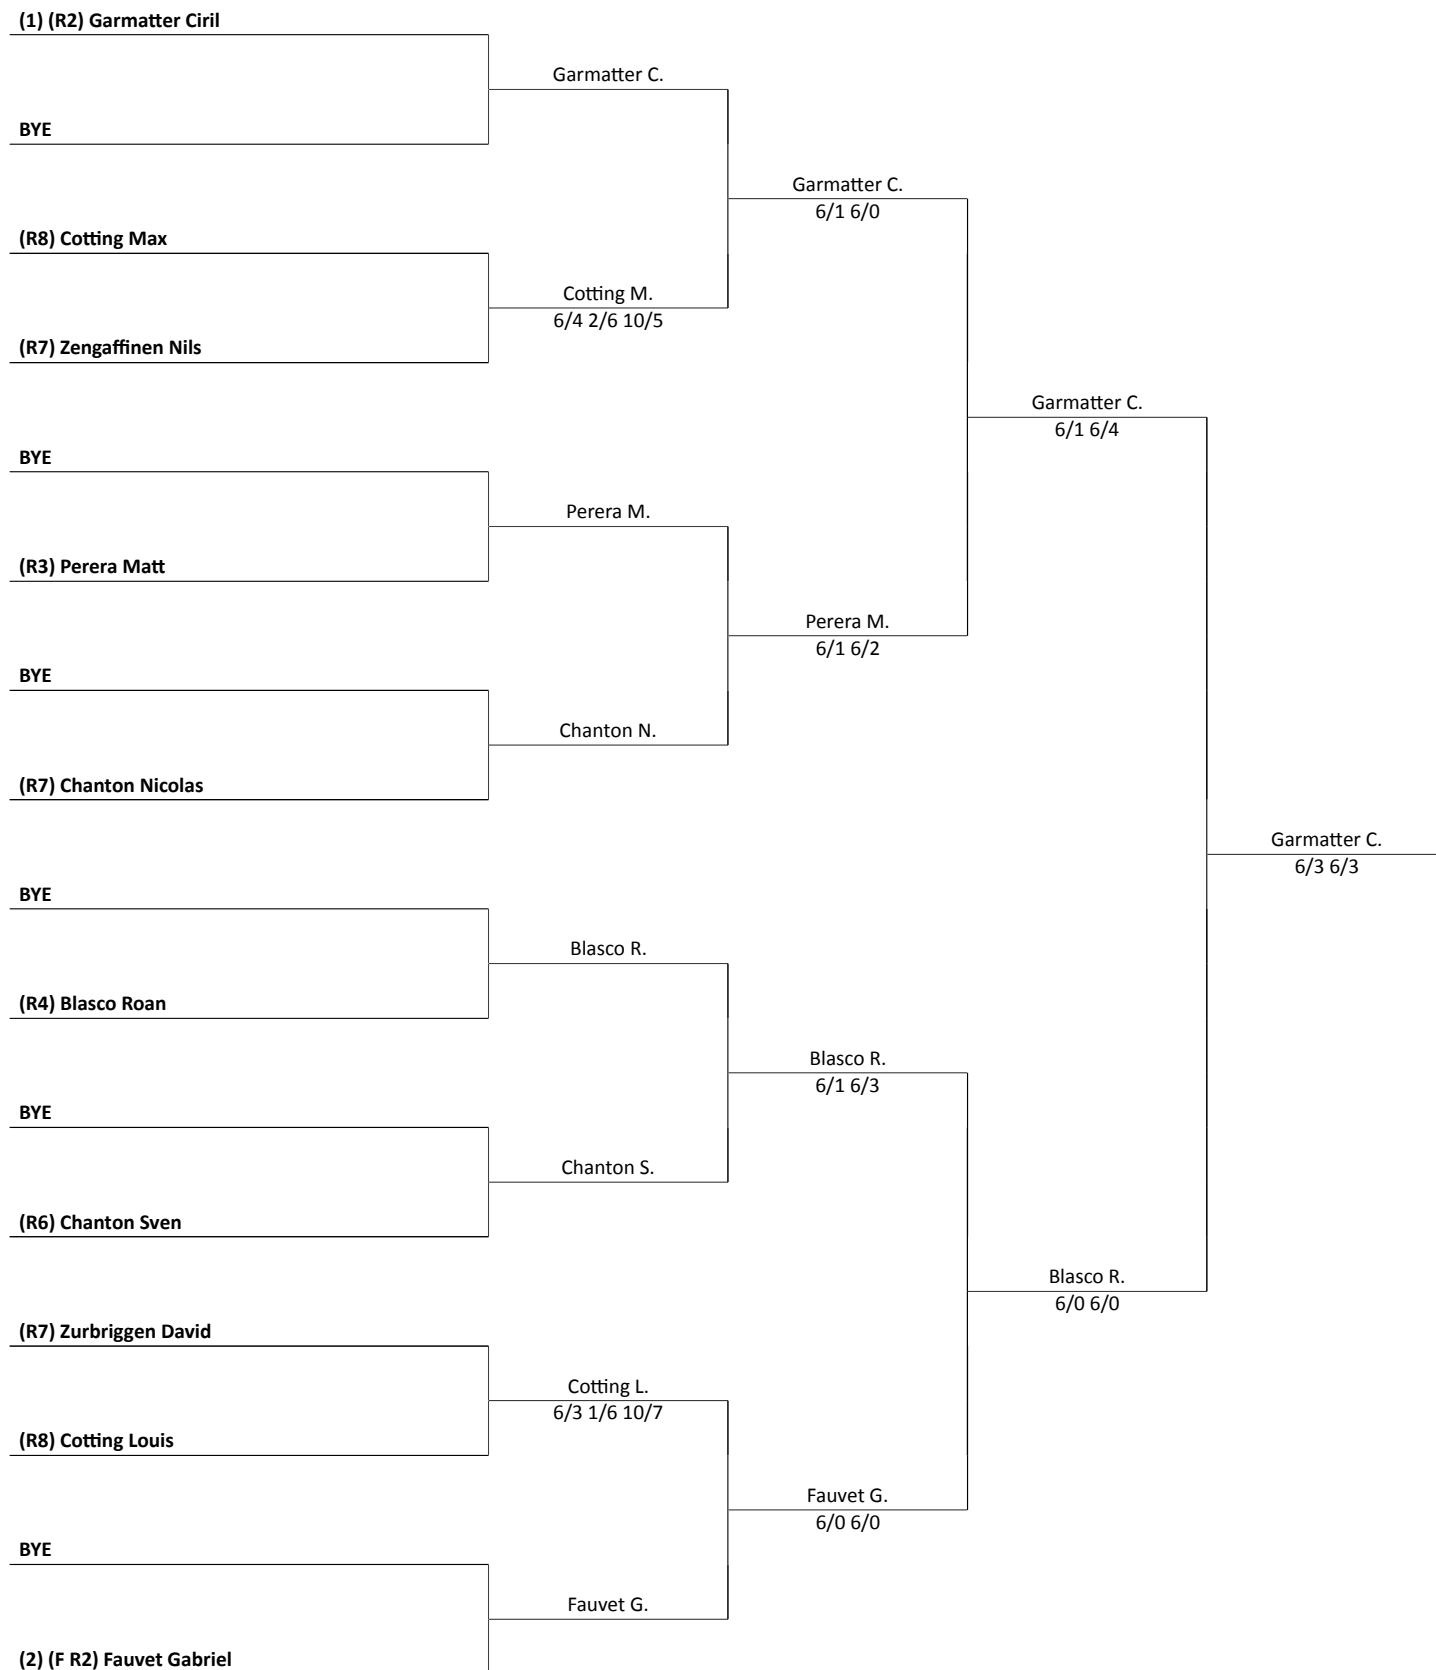 (1) (R2) Garmatter Ciril
Garmatter C.
BYE
Garmatter C.
6/1 6/0
(R8) Cotting Max
Cotting M.
6/4 2/6 10/5
(R7) Zengaffinen Nils
Garmatter C.
6/1 6/4
BYE
Perera M.
(R3) Perera Matt
Perera M.
6/1 6/2
BYE
Chanton N.
(R7) Chanton Nicolas
Garmatter C.
6/3 6/3
BYE
Blasco R.
(R4) Blasco Roan
Blasco R.
6/1 6/3
BYE
Chanton S.
(R6) Chanton Sven
Blasco R.
6/0 6/0
(R7) Zurbriggen David
Cotting L.
6/3 1/6 10/7
(R8) Cotting Louis
Fauvet G.
6/0 6/0
BYE
Fauvet G.
(2) (F R2) Fauvet Gabriel